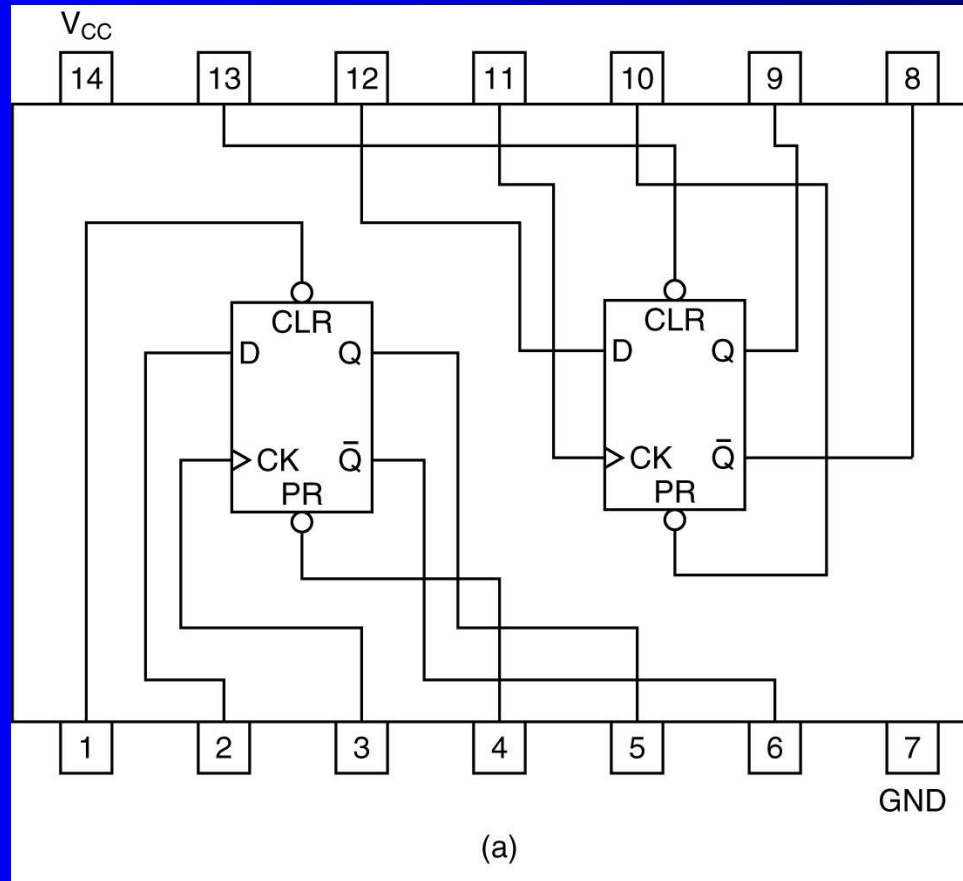 VCC
14 13 12 11 10 9 8
CLR
CLR
D Q
D Q
CK Q̄
CK Q̄
PR
PR
1 2 3 4 5 6 7
GND
(a)